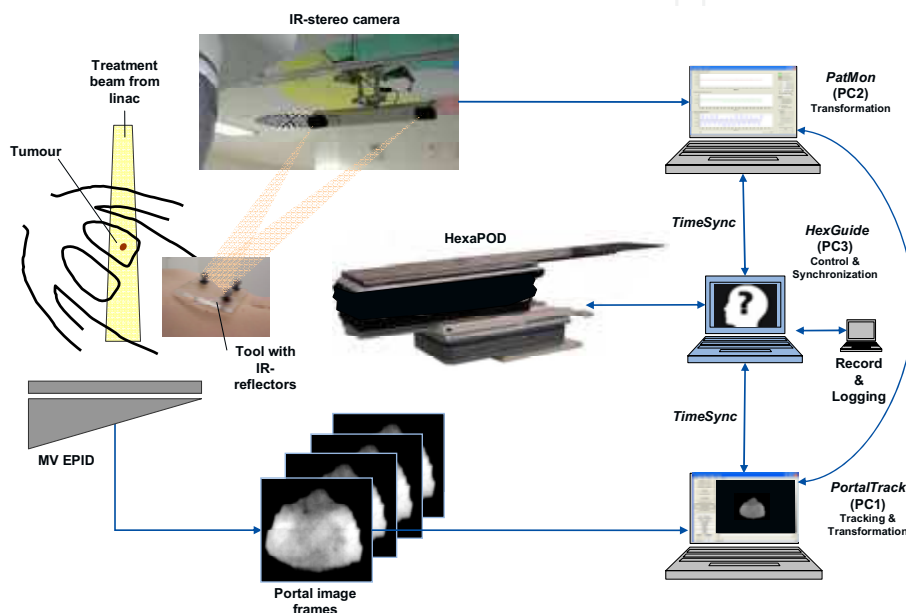 IR-stereo camera
Treatment
beam from
linac
Tumour
PatMon
(PC2)
Transformation
TimeSync
HexGuide
(PC3)
Control &
Synchronization
HexaPOD
?
Tool with
IR-
reflectors
Record
&
Logging
TimeSync
MV EPID
PortalTrack
(PC1)
Tracking &
Transformation
Portal image
frames